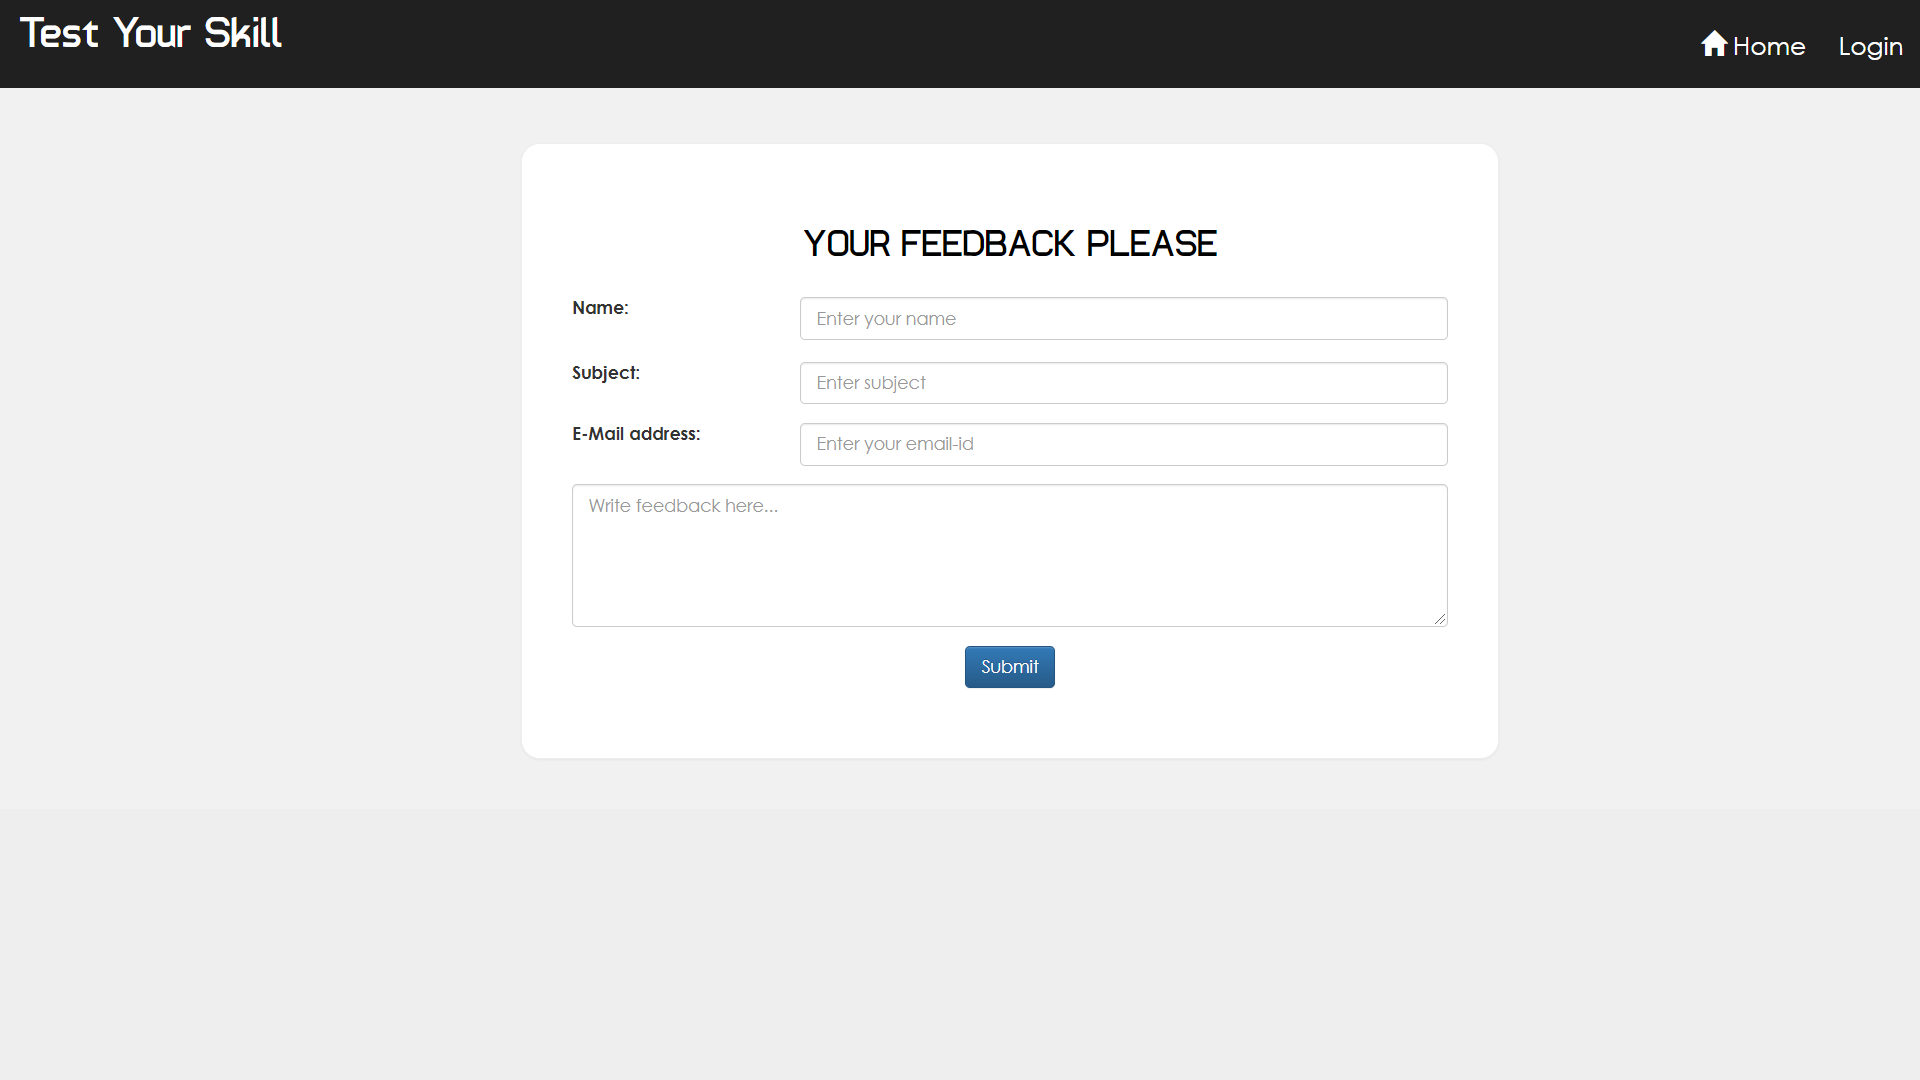 Test Your Skill
Home Login
YOUR FEEDBACK PLEASE
Name: Enter your name
Subject: Enter subject
E-Mail address: Enter your email-id
Write feedback here...
Submit